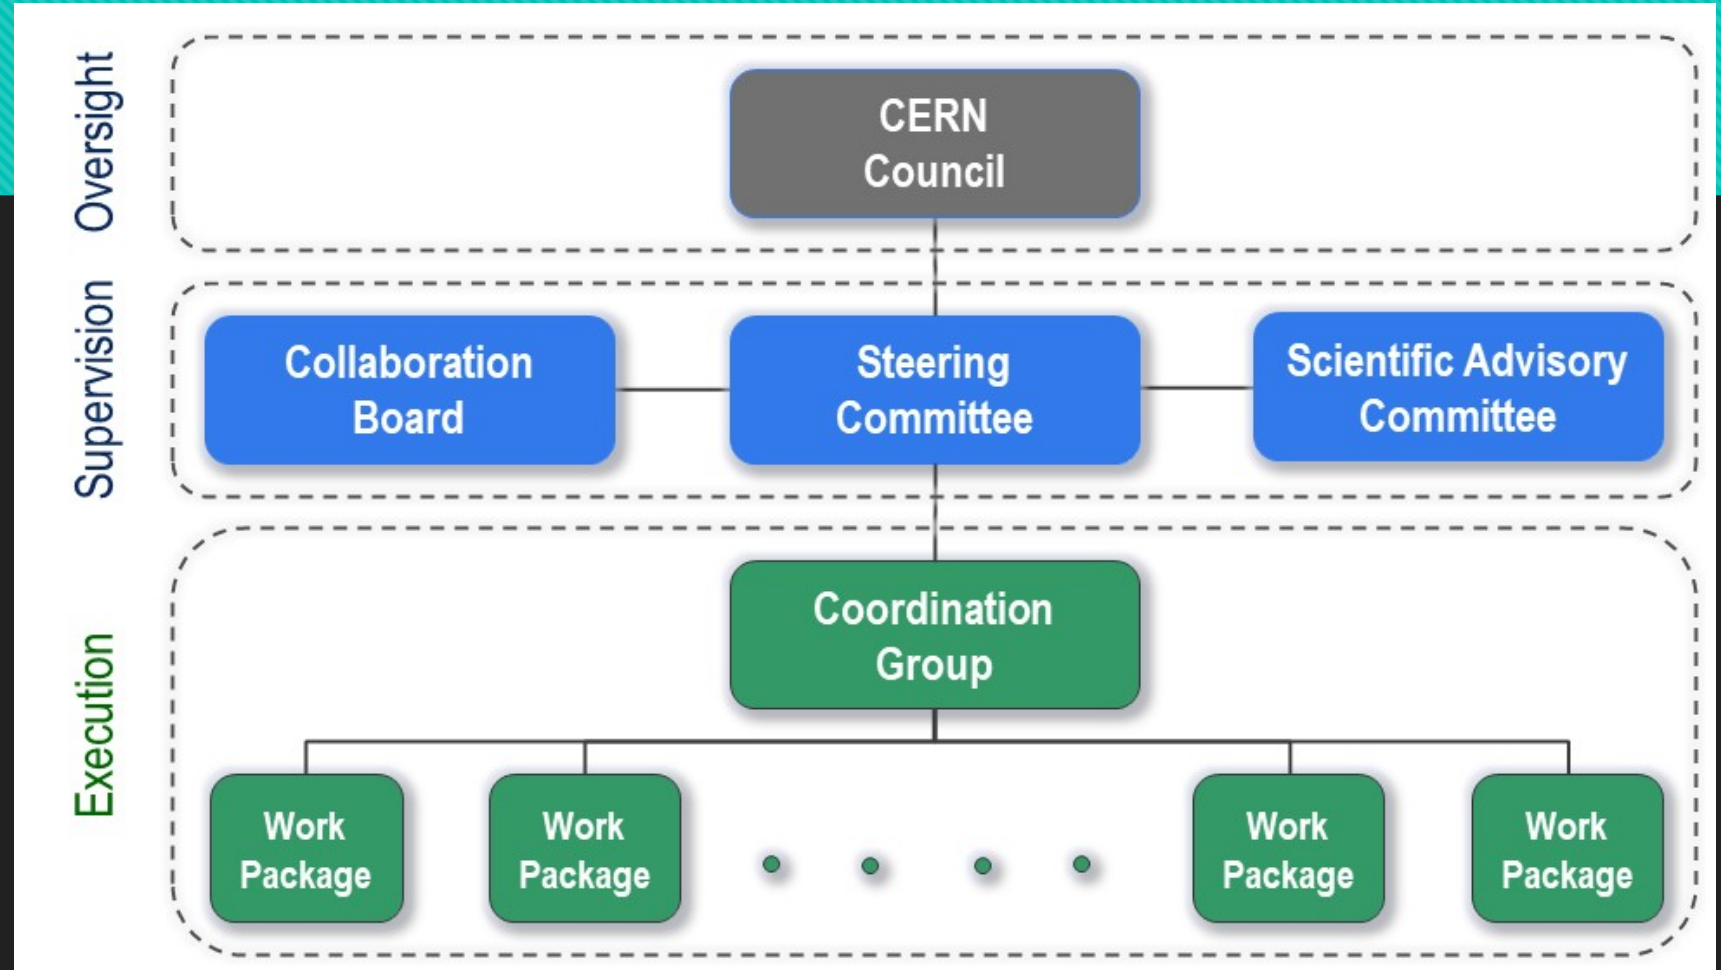 Oversight
CERN
Council
Supervision
Collaboration
Board
Steering
Committee
Scientific Advisory
Committee
Execution
Coordination
Group
Work
Package
Work
Package
Work
Package
Work
Package